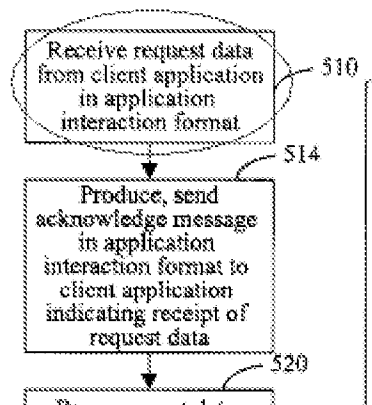 Receive request data
from client application
in application
interaction format
510
514
Produce, send
acknowledge message
in application
interaction format to
client application
indicating receipt of
request data
520